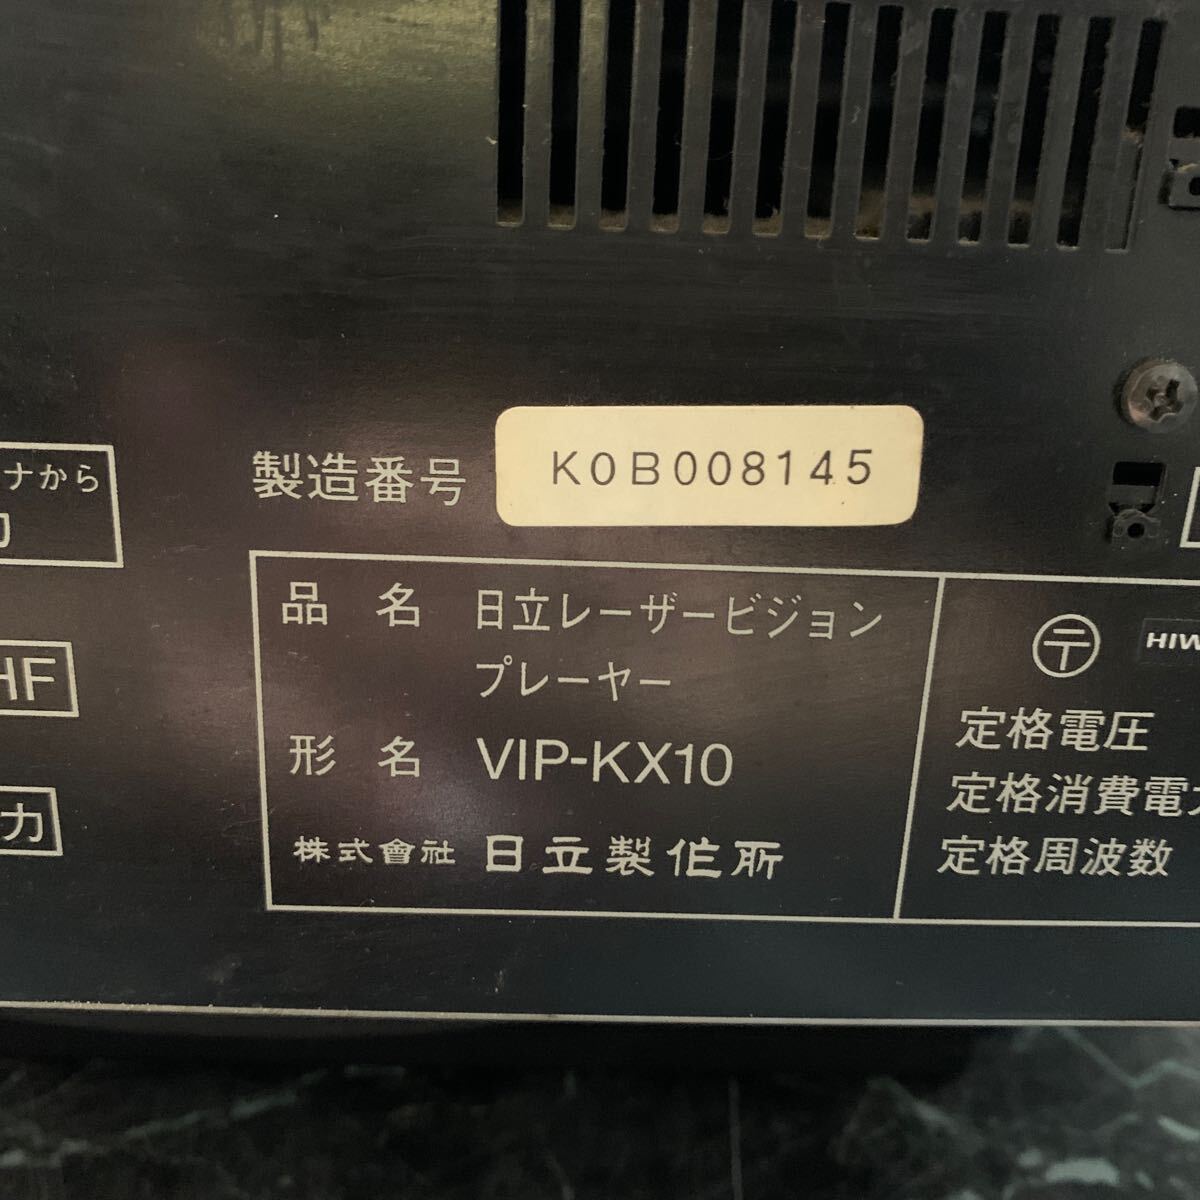 ナから
製造番号 K0B008145
HF
力
品名 日立レーザービジョン
プレーヤー
形名 VIP-KX10
株式會社 日立製作所
〒 HIW
定格電圧
定格消費電力
定格周波数